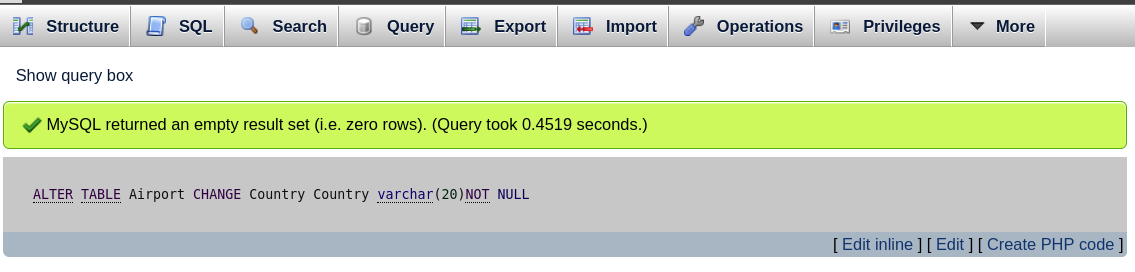 Structure SQL Search Query Export Import Operations Privileges More
Show query box
MySQL returned an empty result set (i.e. zero rows). (Query took 0.4519 seconds.)
ALTER TABLE Airport CHANGE Country Country varchar(20)NOT NULL
[ Edit inline ] [ Edit ] [ Create PHP code ]